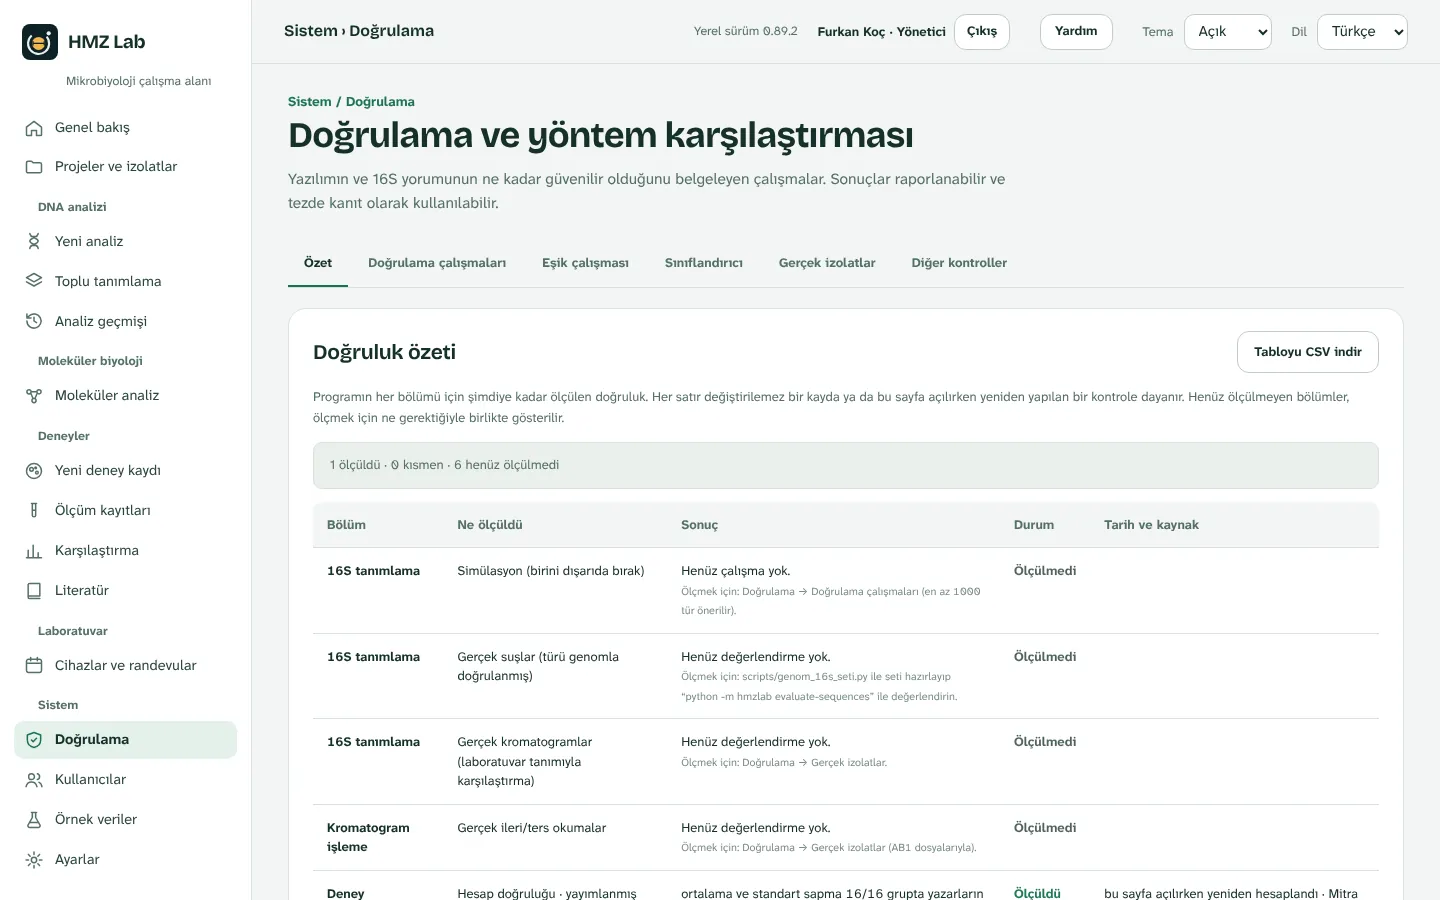 HMZ Lab
Mikrobiyoloji çalışma alanı
Genel bakış
Projeler ve izolatlar
DNA analizi
Yeni analiz
Toplu tanımlama
Analiz geçmişi
Moleküler biyoloji
Moleküler analiz
Deneyler
Yeni deney kaydı
Ölçüm kayıtları
Karşılaştırma
Literatür
Laboratuvar
Cihazlar ve randevular
Sistem
Doğrulama
Kullanıcılar
Örnek veriler
Ayarlar
Sistem › Doğrulama
Yerel sürüm 0.89.2
Furkan Koç · Yönetici
Çıkış
Yardım
Tema
Açık
Dil
Türkçe
Sistem / Doğrulama
Doğrulama ve yöntem karşılaştırması
Yazılımın ve 16S yorumunun ne kadar güvenilir olduğunu belgeleyen çalışmalar. Sonuçlar raporlanabilir ve
tezde kanıt olarak kullanılabilir.
Özet
Doğrulama çalışmaları
Eşik çalışması
Sınıflandırıcı
Gerçek izolatlar
Diğer kontroller
Doğruluk özeti
Tabloyu CSV indir
Programın her bölümü için şimdiye kadar ölçülen doğruluk. Her satır değiştirilemez bir kayda ya da bu sayfa açılırken yeniden yapılan bir kontrole dayanır. Henüz ölçülmeyen bölümler,
ölçmek için ne gerektiğiyle birlikte gösterilir.
1 ölçüldü · 0 kısmen · 6 henüz ölçülmedi
Bölüm
Ne ölçüldü
Sonuç
Durum
Tarih ve kaynak
16S tanımlama
Simülasyon (birini dışarıda bırak)
Henüz çalışma yok.
Ölçmek için: Doğrulama → Doğrulama çalışmaları (en az 1000
tür önerilir).
Ölçülmedi
16S tanımlama
Gerçek suşlar (türü genomla
doğrulanmış)
Henüz değerlendirme yok.
Ölçmek için: scripts/genom_16s_seti.py ile seti hazırlayıp
“python -m hmzlab evaluate-sequences” ile değerlendirin.
Ölçülmedi
16S tanımlama
Gerçek kromatogramlar
(laboratuvar tanımıyla
karşılaştırma)
Henüz değerlendirme yok.
Ölçmek için: Doğrulama → Gerçek izolatlar.
Ölçülmedi
Kromatogram
işleme
Gerçek ileri/ters okumalar
Henüz değerlendirme yok.
Ölçmek için: Doğrulama → Gerçek izolatlar (AB1 dosyalarıyla).
Ölçülmedi
Deney
Hesap doğruluğu · yayımlanmış
ortalama ve standart sapma 16/16 grupta yazarların
Ölçüldü
bu sayfa açılırken yeniden hesaplandı · Mitra